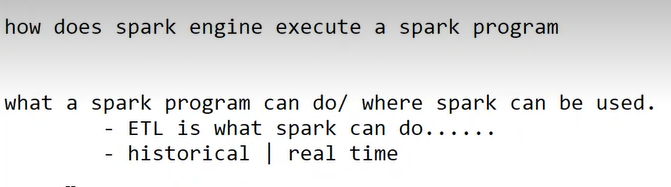 how does spark engine execute a spark program
what a spark program can do/ where spark can be used.
- ETL is what spark can do......
- historical | real time